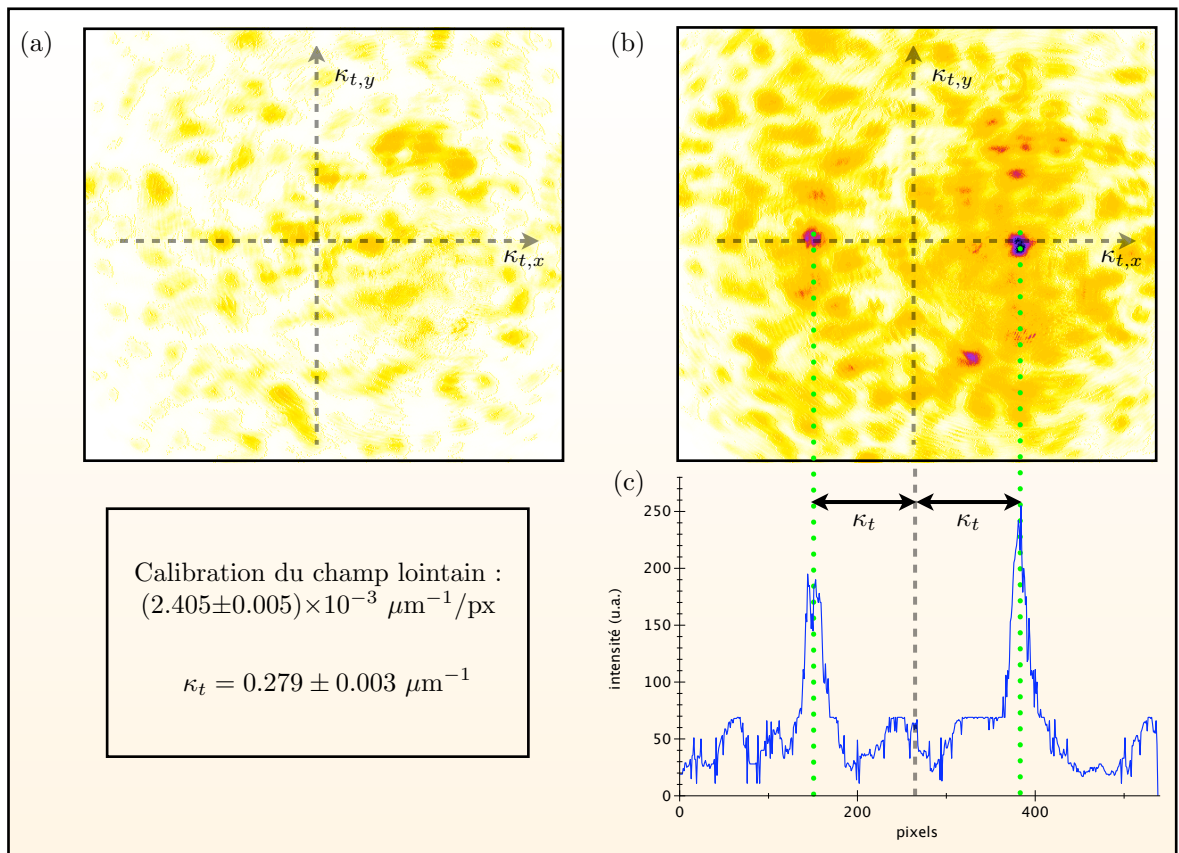 (a)
κt,y
κt,x
(b)
κt,y
κt,x
Calibration du champ lointain :
(2.405±0.005)×10⁻³ μm⁻¹/px
κt = 0.279 ± 0.003 μm⁻¹
(c)
κt κt
250
200
150
100
50
0
intensité (u.a.)
0 200 400
pixels